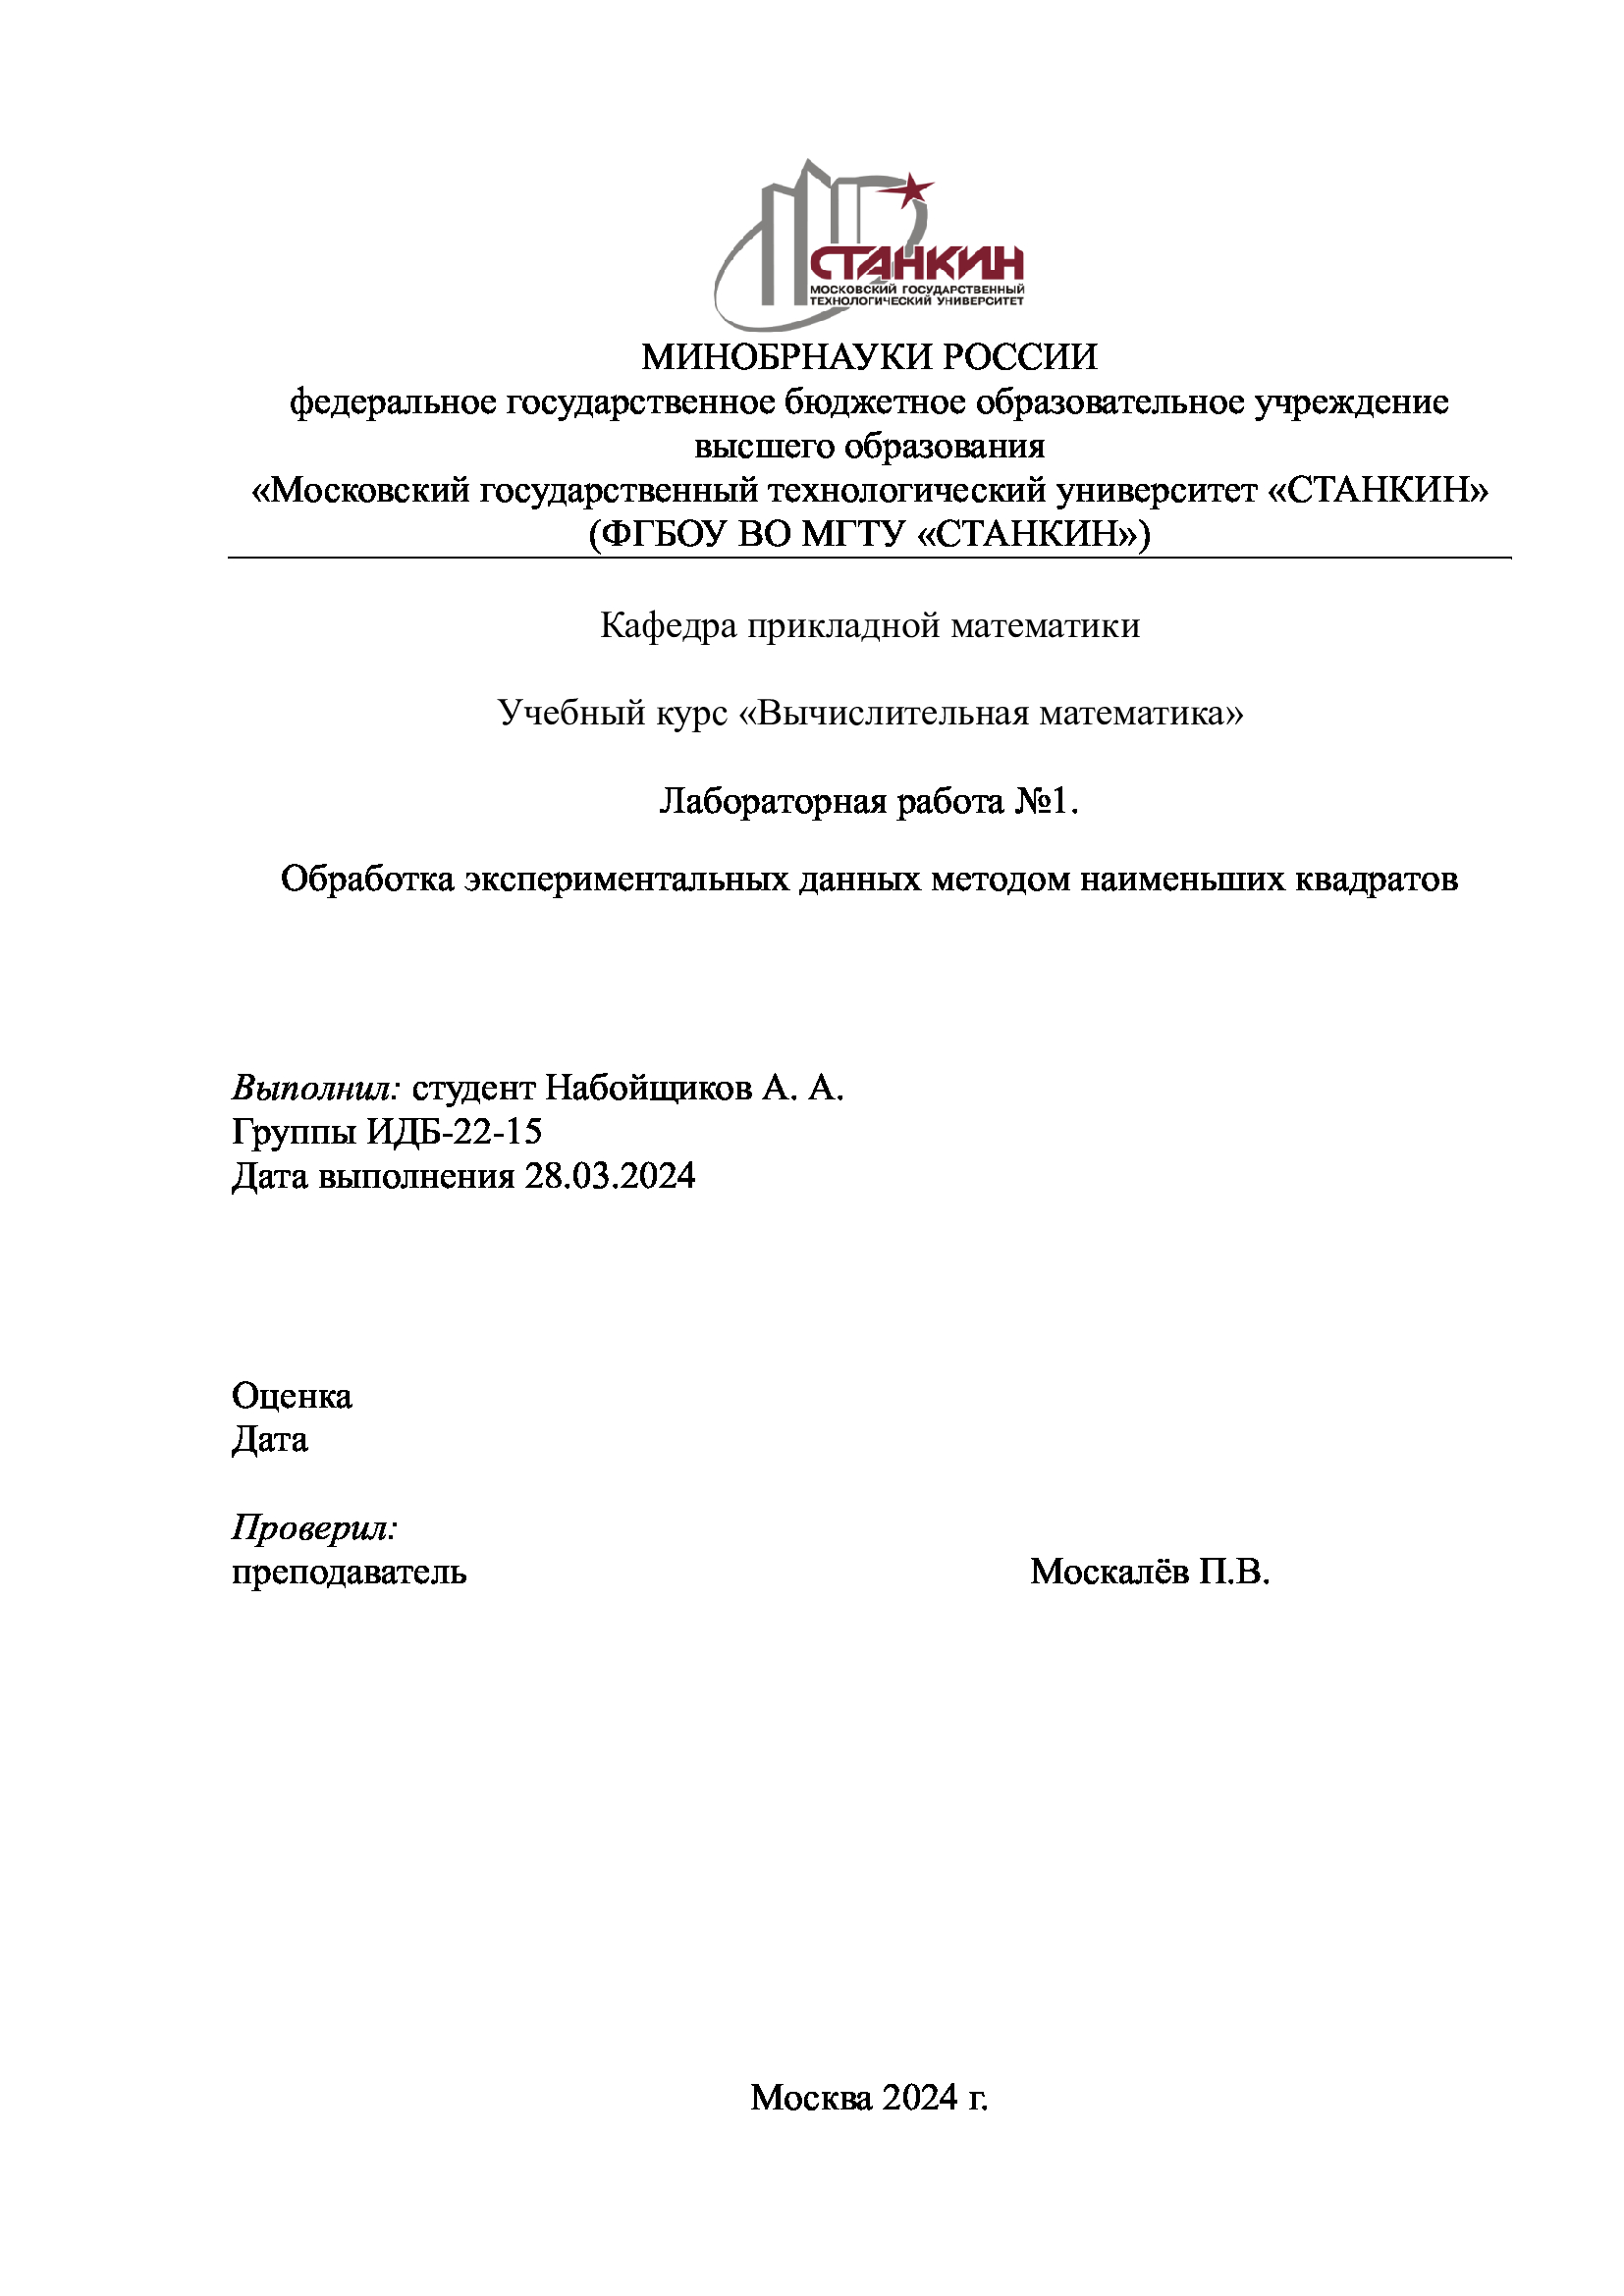 СТАНКИН
МОСКОВСКИЙ ГОСУДАРСТВЕННЫЙ
ТЕХНОЛОГИЧЕСКИЙ УНИВЕРСИТЕТ
МИНОБРНАУКИ РОССИИ
федеральное государственное бюджетное образовательное учреждение
высшего образования
«Московский государственный технологический университет «СТАНКИН»
(ФГБОУ ВО МГТУ «СТАНКИН»)
Кафедра прикладной математики
Учебный курс «Вычислительная математика»
Лабораторная работа №1.
Обработка экспериментальных данных методом наименьших квадратов
Выполнил: студент Набойщиков А. А.
Группы ИДБ-22-15
Дата выполнения 28.03.2024
Оценка
Дата
Проверил:
преподаватель Москалёв П.В.
Москва 2024 г.